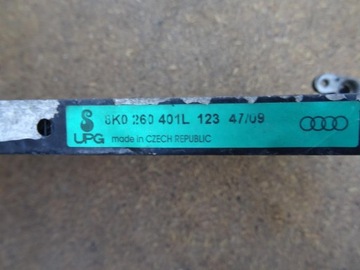 8K0 260 401L 123 47/09
UPG made in CZECH REPUBLIC